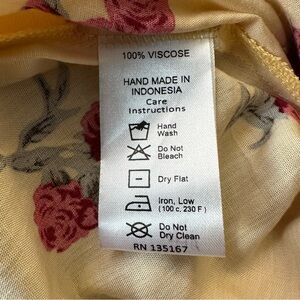 100% VISCOSE
HAND MADE IN
INDONESIA
Care
Instructions
Hand
Wash
Do Not
Bleach
Dry Flat
Iron, Low
(100 c, 230 F)
Do Not
Dry Clean
RN 135167